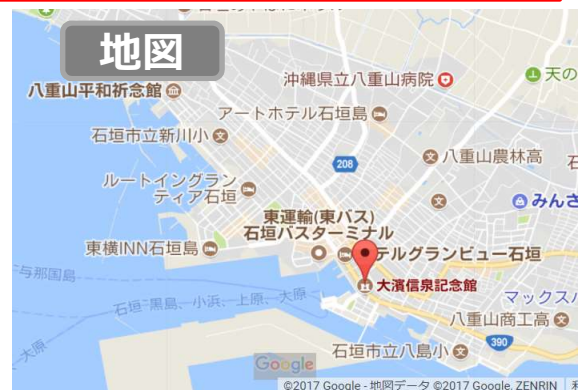 地図
沖縄県立八重山病院
天の
八重山平和祈念館
アートホテル石垣島
石垣市立新川小
208
八重山農林高
石
ルートイングラン
ティア石垣
みんさ
東運輸(東バス)
石垣バスターミナル
東横INN石垣島
テルグランビュー石垣
与那国島
大濱信泉記念館
石垣-黒島、小浜、上原、大原
マックスバ
八重山商工高
大原
390
石垣市立八島小
Google
©2017 Google - 地図データ ©2017 Google, ZENRIN